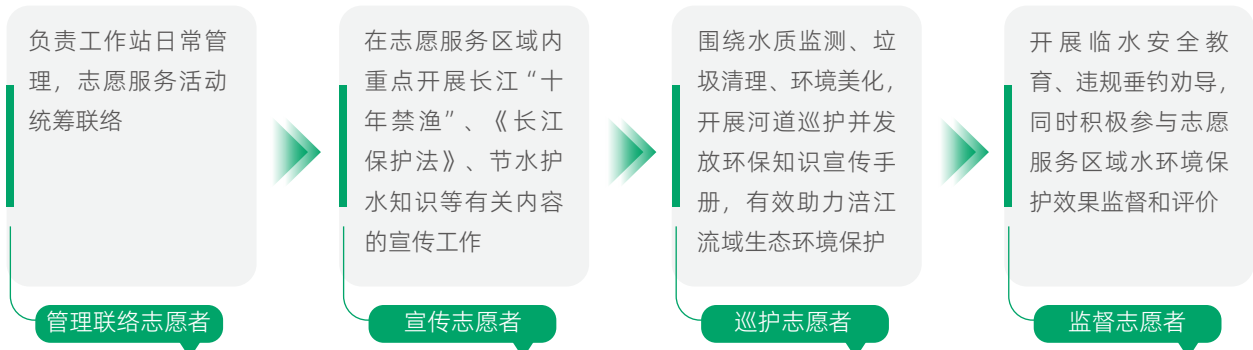 负责工作站日常管
理，志愿服务活动
统筹联络
管理联络志愿者
在志愿服务区域内
重点开展长江“十
年禁渔”、《长江
保护法》、节水护
水知识等有关内容
的宣传工作
宣传志愿者
围绕水质监测、垃
圾清理、环境美化，
开展河道巡护并发
放环保知识宣传手
册，有效助力涪江
流域生态环境保护
巡护志愿者
开展临水安全教
育、违规垂钓劝导，
同时积极参与志愿
服务区域水环境保
护效果监督和评价
监督志愿者